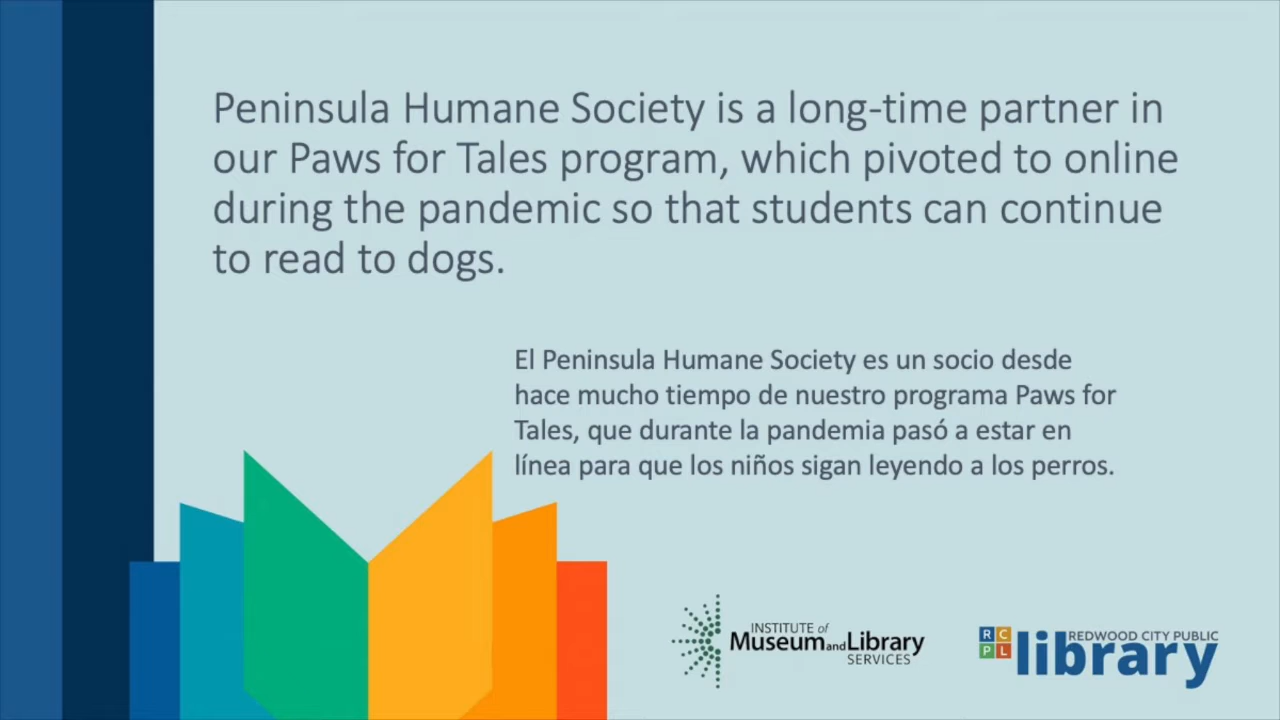 Peninsula Humane Society is a long-time partner in
our Paws for Tales program, which pivoted to online
during the pandemic so that students can continue
to read to dogs.
El Peninsula Humane Society es un socio desde
hace mucho tiempo de nuestro programa Paws for
Tales, que durante la pandemia pasó a estar en
línea para que los niños sigan leyendo a los perros.
INSTITUTE of
Museum and Library
SERVICES
RC
PL
REDWOOD CITY PUBLIC
library